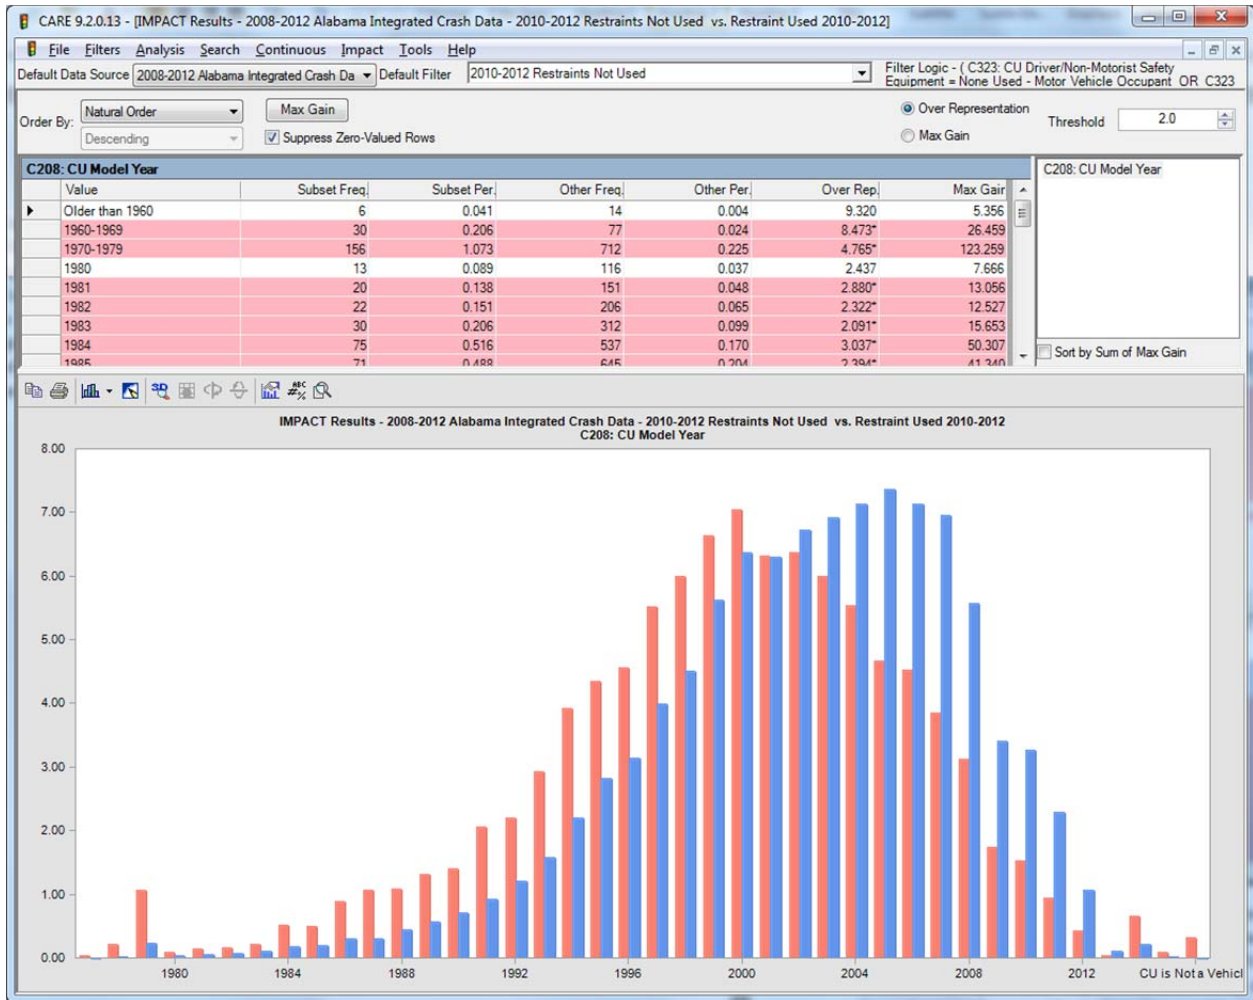 CARE 9.2.0.13 - [IMPACT Results - 2008-2012 Alabama Integrated Crash Data - 2010-2012 Restraints Not Used vs. Restraint Used 2010-2012]
File Filters Analysis Search Continuous Impact Tools Help
Default Data Source 2008-2012 Alabama Integrated Crash Da Default Filter 2010-2012 Restraints Not Used Filter Logic - ( C323: CU Driver/Non-Motorist Safety
Equipment = None Used - Motor Vehicle Occupant OR C323
Order By: Natural Order Max Gain Over Representation Threshold 2.0
Descending Suppress Zero-Valued Rows Max Gain
C208: CU Model Year C208: CU Model Year
Value Subset Freq. Subset Per. Other Freq. Other Per. Over Rep. Max Gain
Older than 1960 6 0.041 14 0.004 9.320 5.356
1960-1969 30 0.206 77 0.024 8.473* 26.459
1970-1979 156 1.073 712 0.225 4.765* 123.259
1980 13 0.089 116 0.037 2.437 7.666
1981 20 0.138 151 0.048 2.880* 13.056
1982 22 0.151 206 0.065 2.322* 12.527
1983 30 0.206 312 0.099 2.091* 15.653
1984 75 0.516 537 0.170 3.037* 50.307
1985 71 0.488 645 0.204 2.394* 41.340
Sort by Sum of Max Gain
IMPACT Results - 2008-2012 Alabama Integrated Crash Data - 2010-2012 Restraints Not Used vs. Restraint Used 2010-2012
C208: CU Model Year
8.00
7.00
6.00
5.00
4.00
3.00
2.00
1.00
0.00
1980 1984 1988 1992 1996 2000 2004 2008 2012 CU is Not a Vehicl